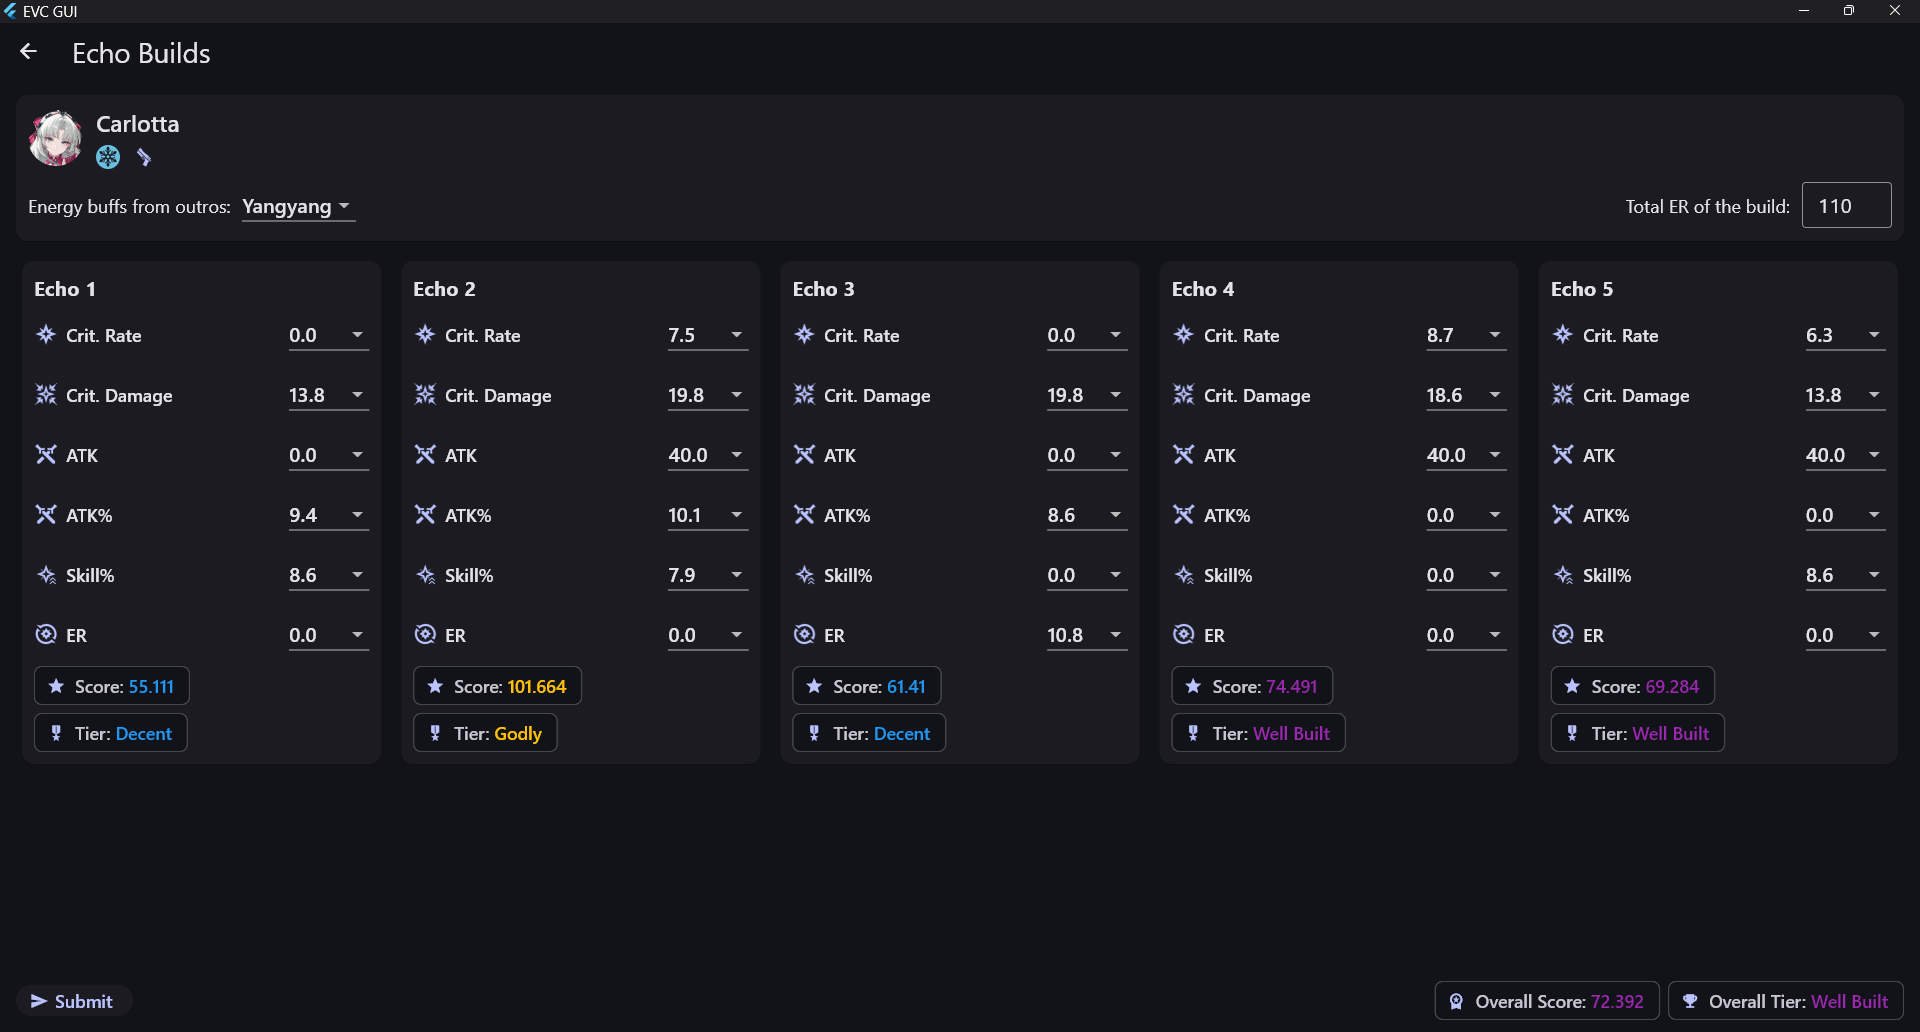 EVC GUI
Echo Builds
Carlotta
Energy buffs from outros: Yangyang
Total ER of the build: 110
Echo 1
Crit. Rate 0.0
Crit. Damage 13.8
ATK 0.0
ATK% 9.4
Skill% 8.6
ER 0.0
Score: 55.111
Tier: Decent
Echo 2
Crit. Rate 7.5
Crit. Damage 19.8
ATK 40.0
ATK% 10.1
Skill% 7.9
ER 0.0
Score: 101.664
Tier: Godly
Echo 3
Crit. Rate 0.0
Crit. Damage 19.8
ATK 0.0
ATK% 8.6
Skill% 0.0
ER 10.8
Score: 61.41
Tier: Decent
Echo 4
Crit. Rate 8.7
Crit. Damage 18.6
ATK 40.0
ATK% 0.0
Skill% 0.0
ER 0.0
Score: 74.491
Tier: Well Built
Echo 5
Crit. Rate 6.3
Crit. Damage 13.8
ATK 40.0
ATK% 0.0
Skill% 8.6
ER 0.0
Score: 69.284
Tier: Well Built
Submit
Overall Score: 72.392
Overall Tier: Well Built